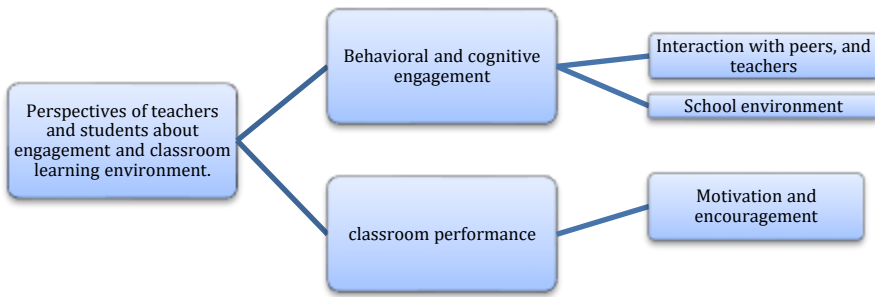 Perspectives of teachers
and students about
engagement and classroom
learning environment.
Behavioral and cognitive
engagement
Interaction with peers, and
teachers
School environment
classroom performance
Motivation and
encouragement